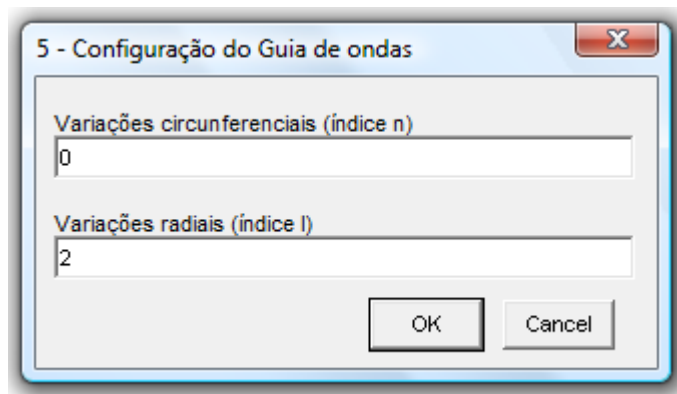 5 - Configuração do Guia de ondas
Variações circunferenciais (índice n)
0
Variações radiais (índice l)
2
OK
Cancel